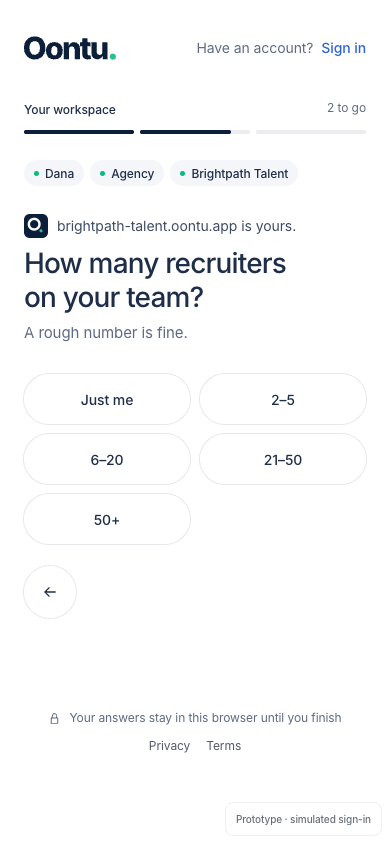 Oontu.
Have an account? Sign in
Your workspace
2 to go
Dana
Agency
Brightpath Talent
O.
brightpath-talent.oontu.app is yours.
How many recruiters
on your team?
A rough number is fine.
Just me
2–5
6–20
21–50
50+
←
Your answers stay in this browser until you finish
Privacy
Terms
Prototype · simulated sign-in